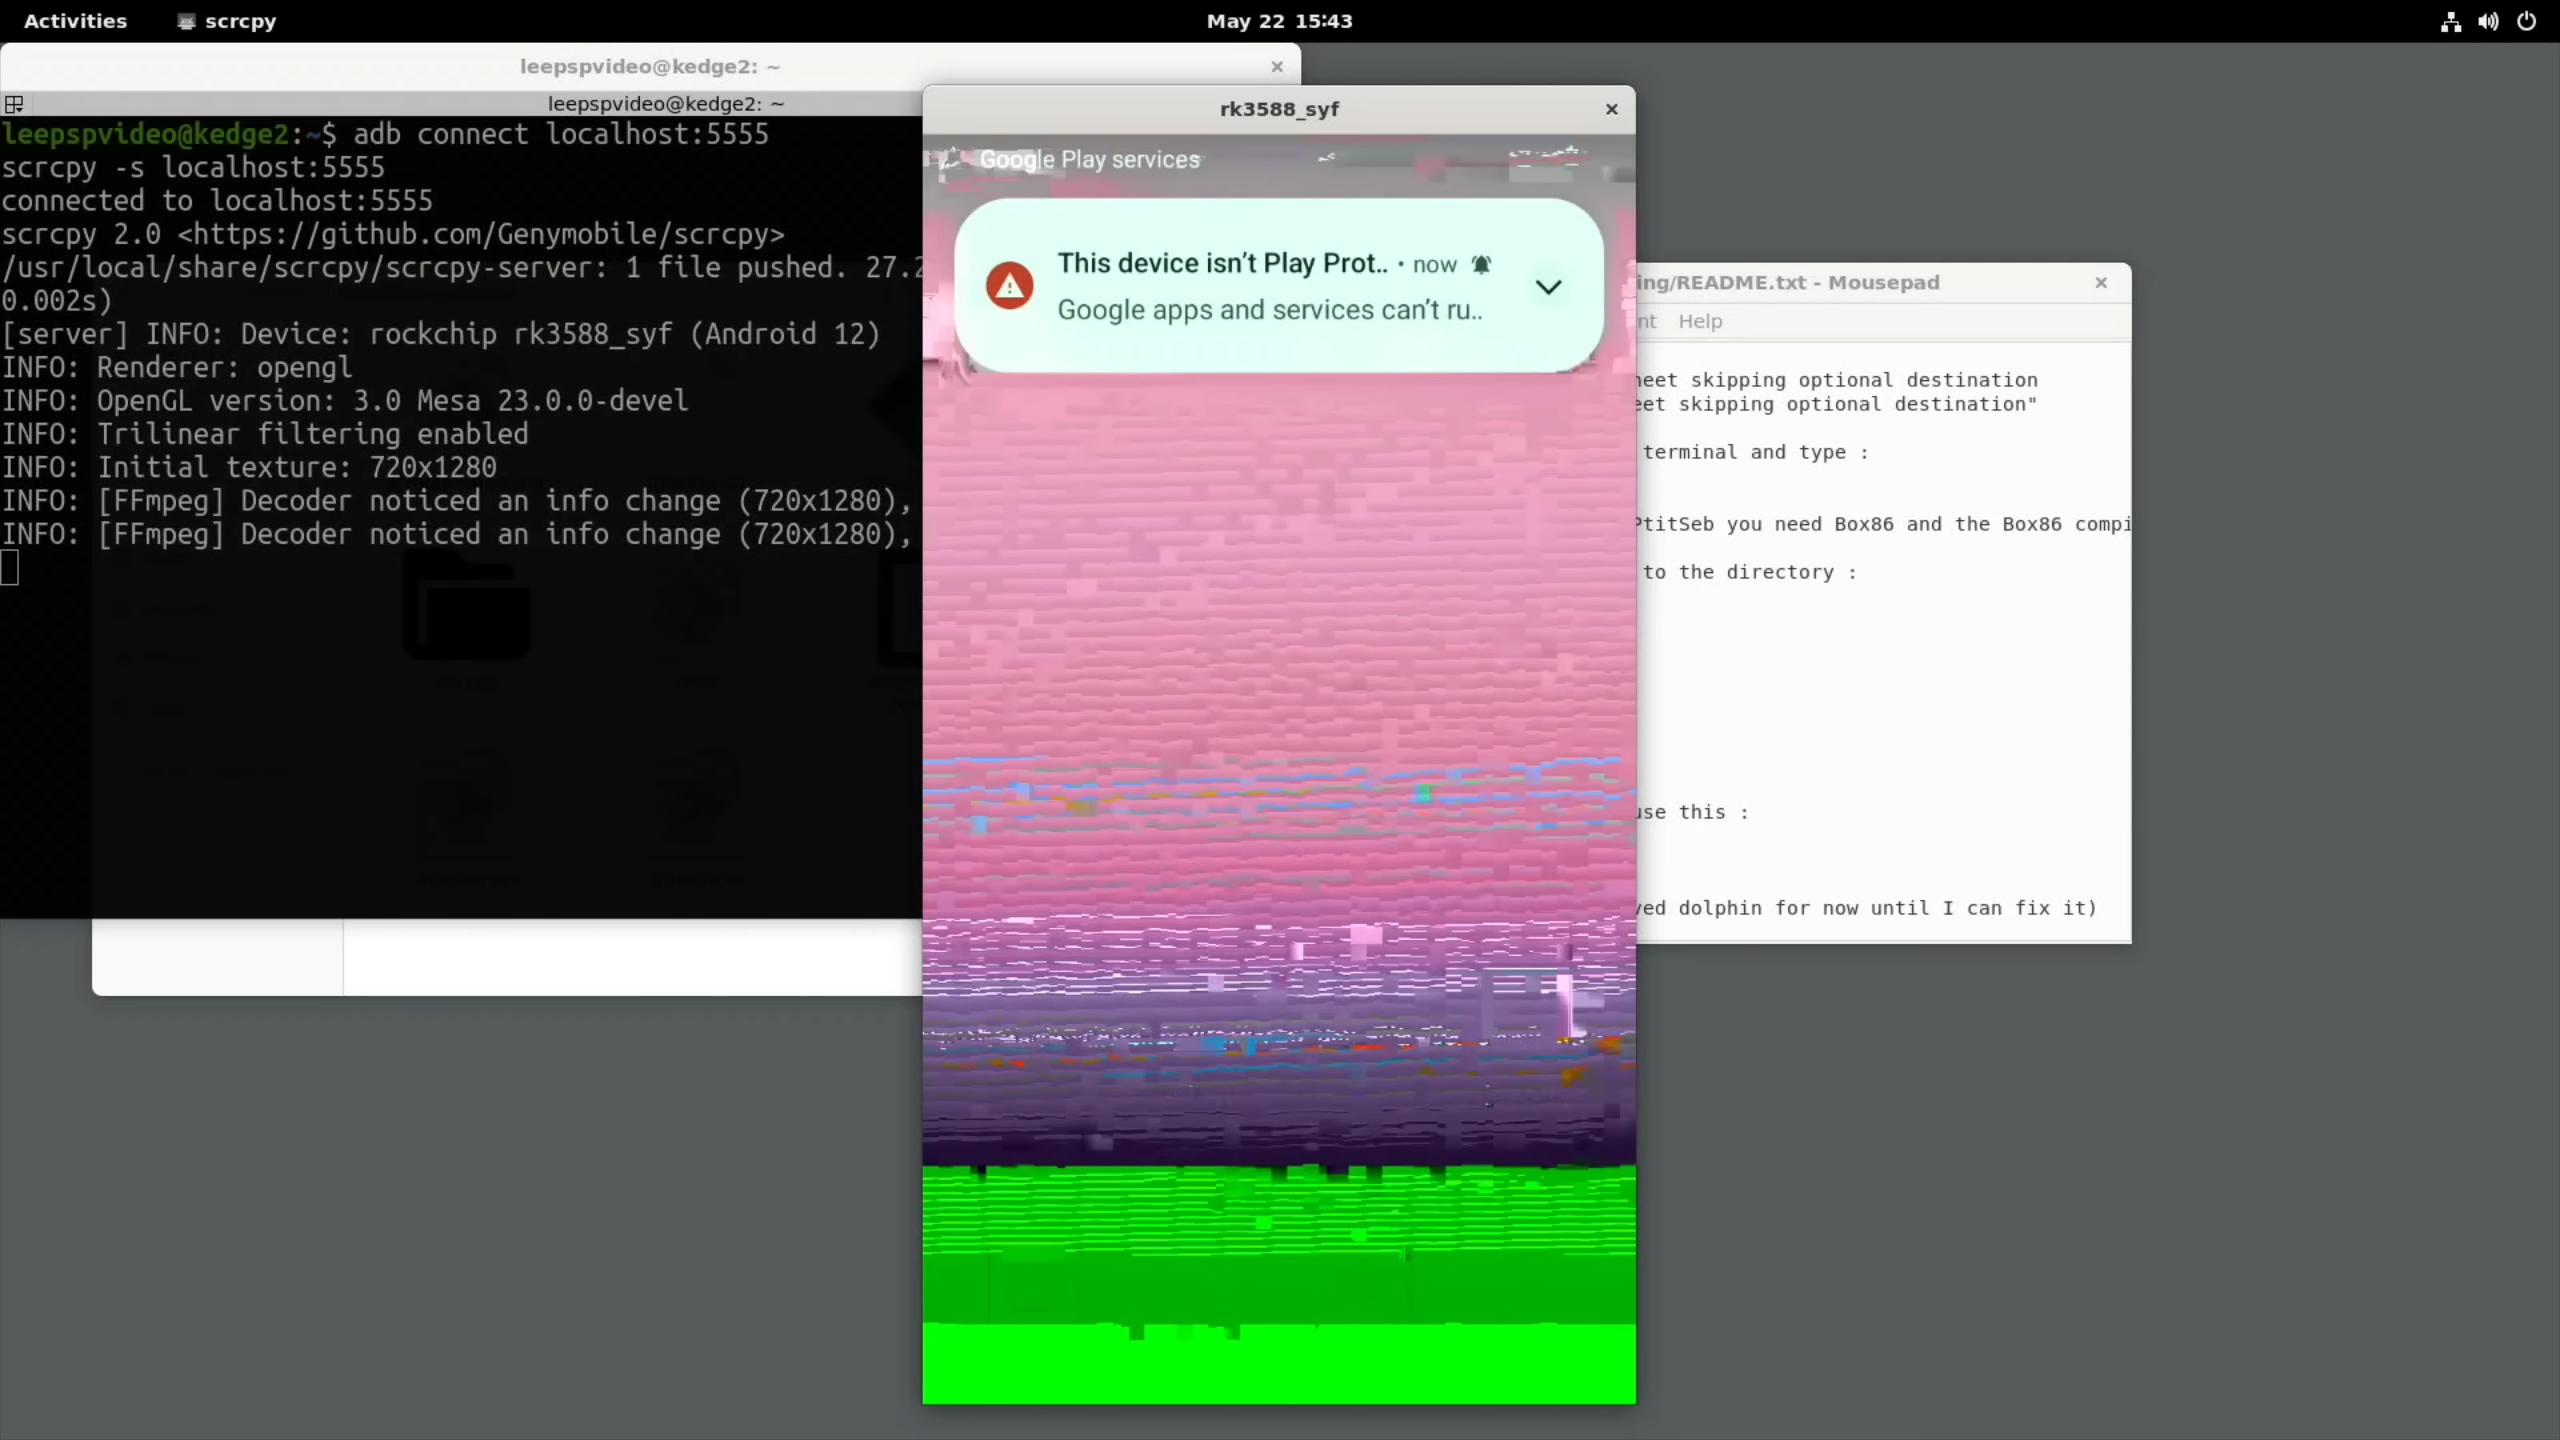 Activities
scrcpy
May 22 15:43
leepspvideo@kedge2: ~
leepspvideo@kedge2: ~
leepspvideo@kedge2:~$ adb connect localhost:5555
scrcpy -s localhost:5555
connected to localhost:5555
scrcpy 2.0 <https://github.com/Genymobile/scrcpy>
/usr/local/share/scrcpy/scrcpy-server: 1 file pushed. 27.2
0.002s)
[server] INFO: Device: rockchip rk3588_syf (Android 12)
INFO: Renderer: opengl
INFO: OpenGL version: 3.0 Mesa 23.0.0-devel
INFO: Trilinear filtering enabled
INFO: Initial texture: 720x1280
INFO: [FFmpeg] Decoder noticed an info change (720x1280),
INFO: [FFmpeg] Decoder noticed an info change (720x1280),
rk3588_syf
Google Play services
This device isn’t Play Prot.. • now
Google apps and services can’t ru..
ing/README.txt - Mousepad
nt Help
skipping optional destination
skipping optional destination"
terminal and type :
PtitSeb you need Box86 and the Box86 compi
to the directory :
use this :
ved dolphin for now until I can fix it)